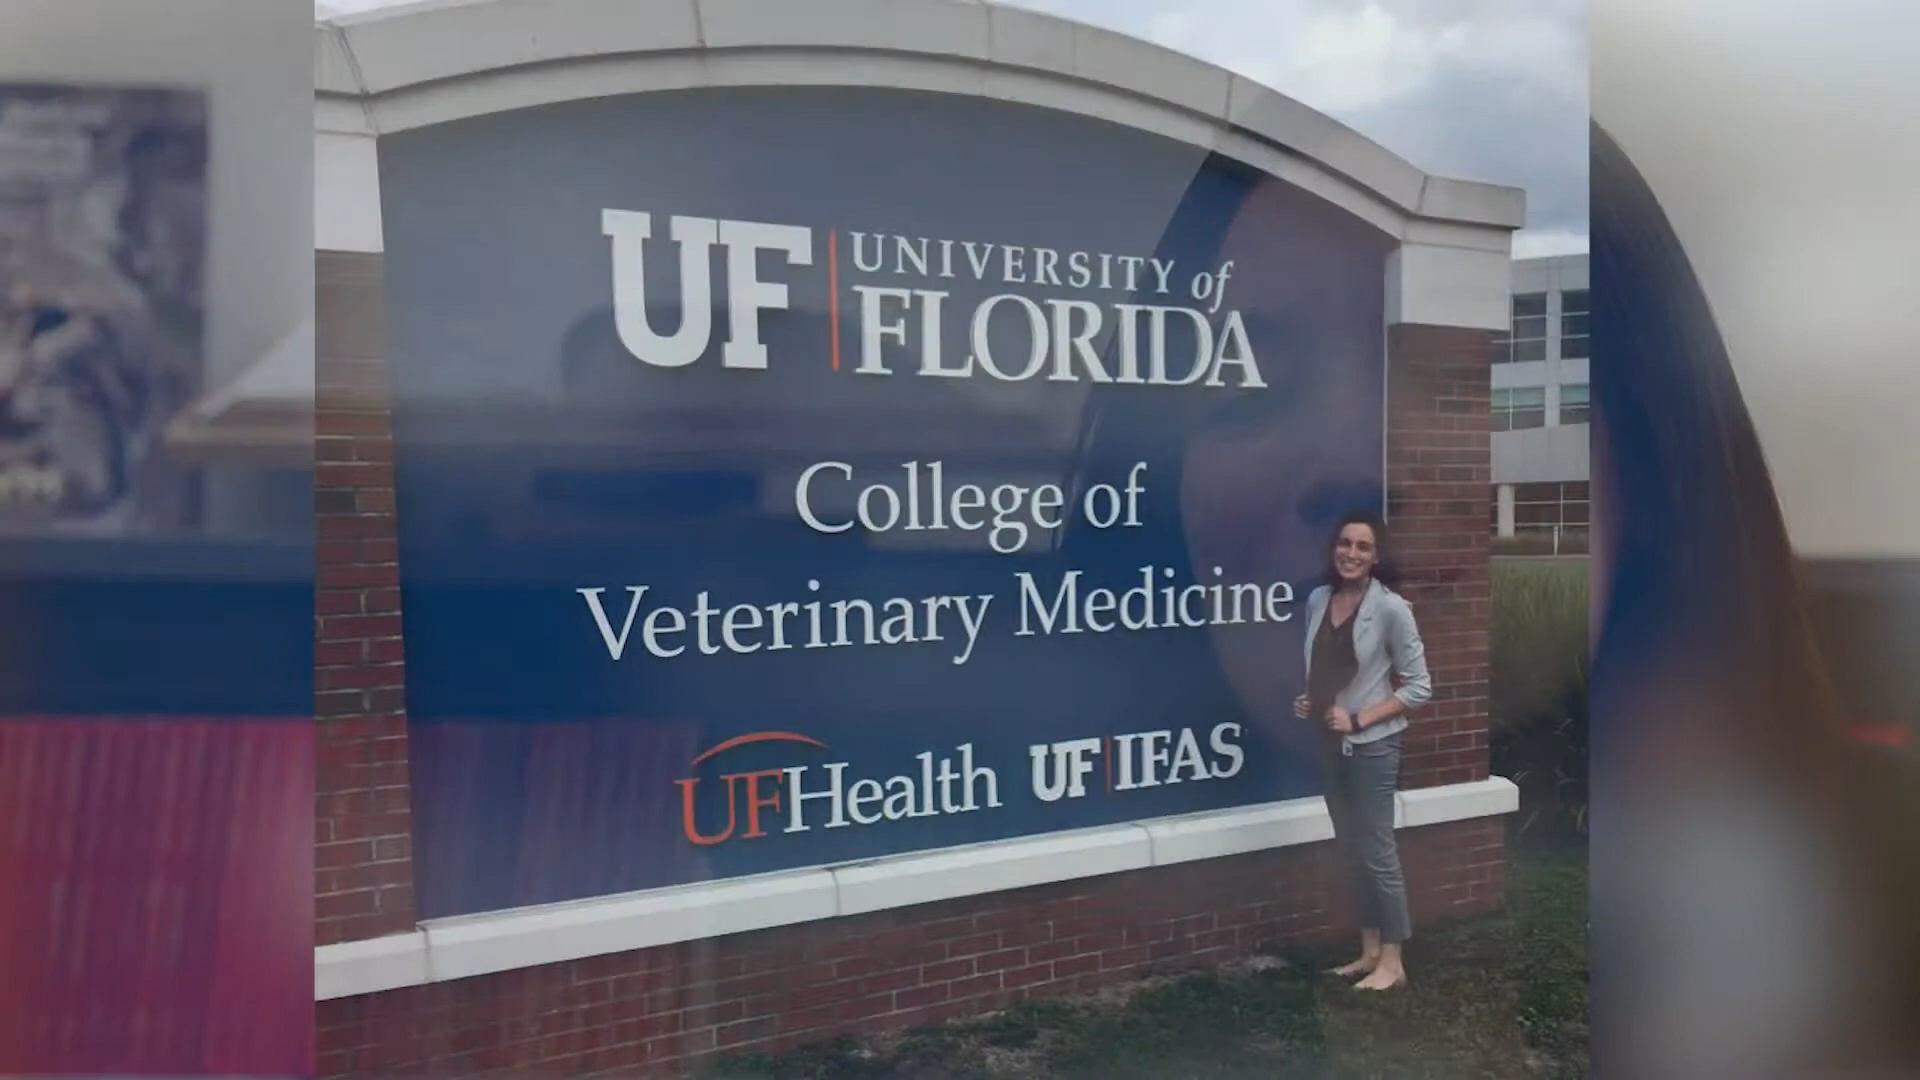 UF UNIVERSITY of
FLORIDA
College of
Veterinary Medicine
UFHealth UF IFAS